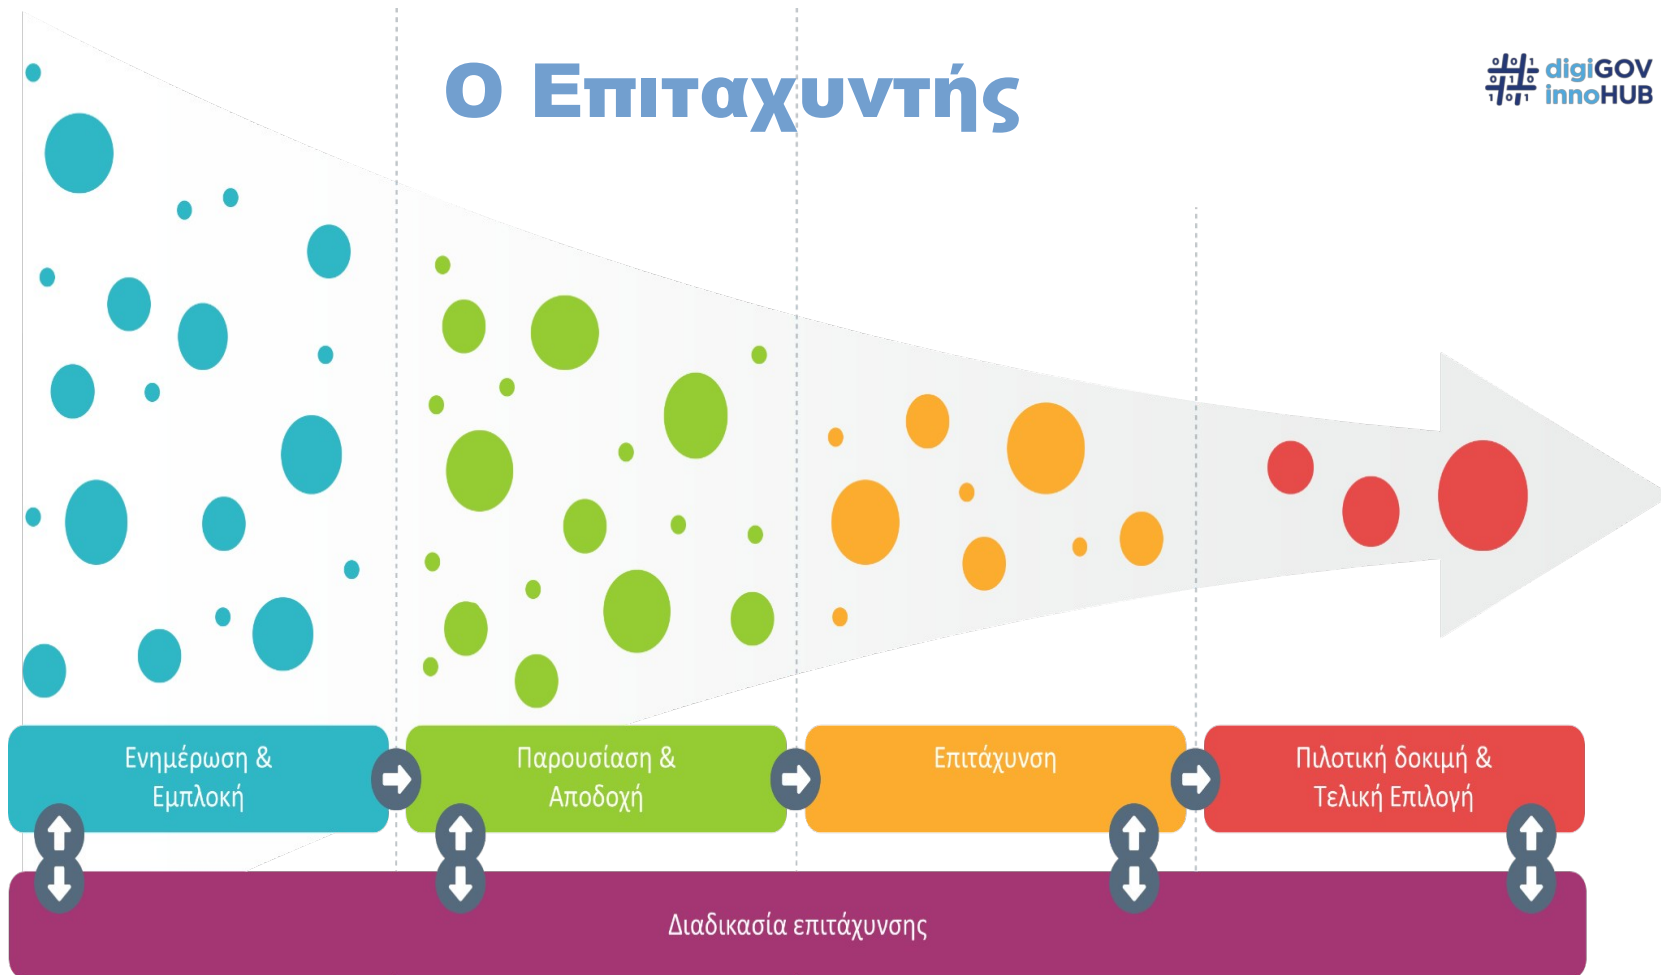 Ο Επιταχυντής
digiGOV
innoHUB
Ενημέρωση &
Εμπλοκή
Παρουσίαση &
Αποδοχή
Επιτάχυνση
Πιλοτική δοκιμή &
Τελική Επιλογή
Διαδικασία επιτάχυνσης